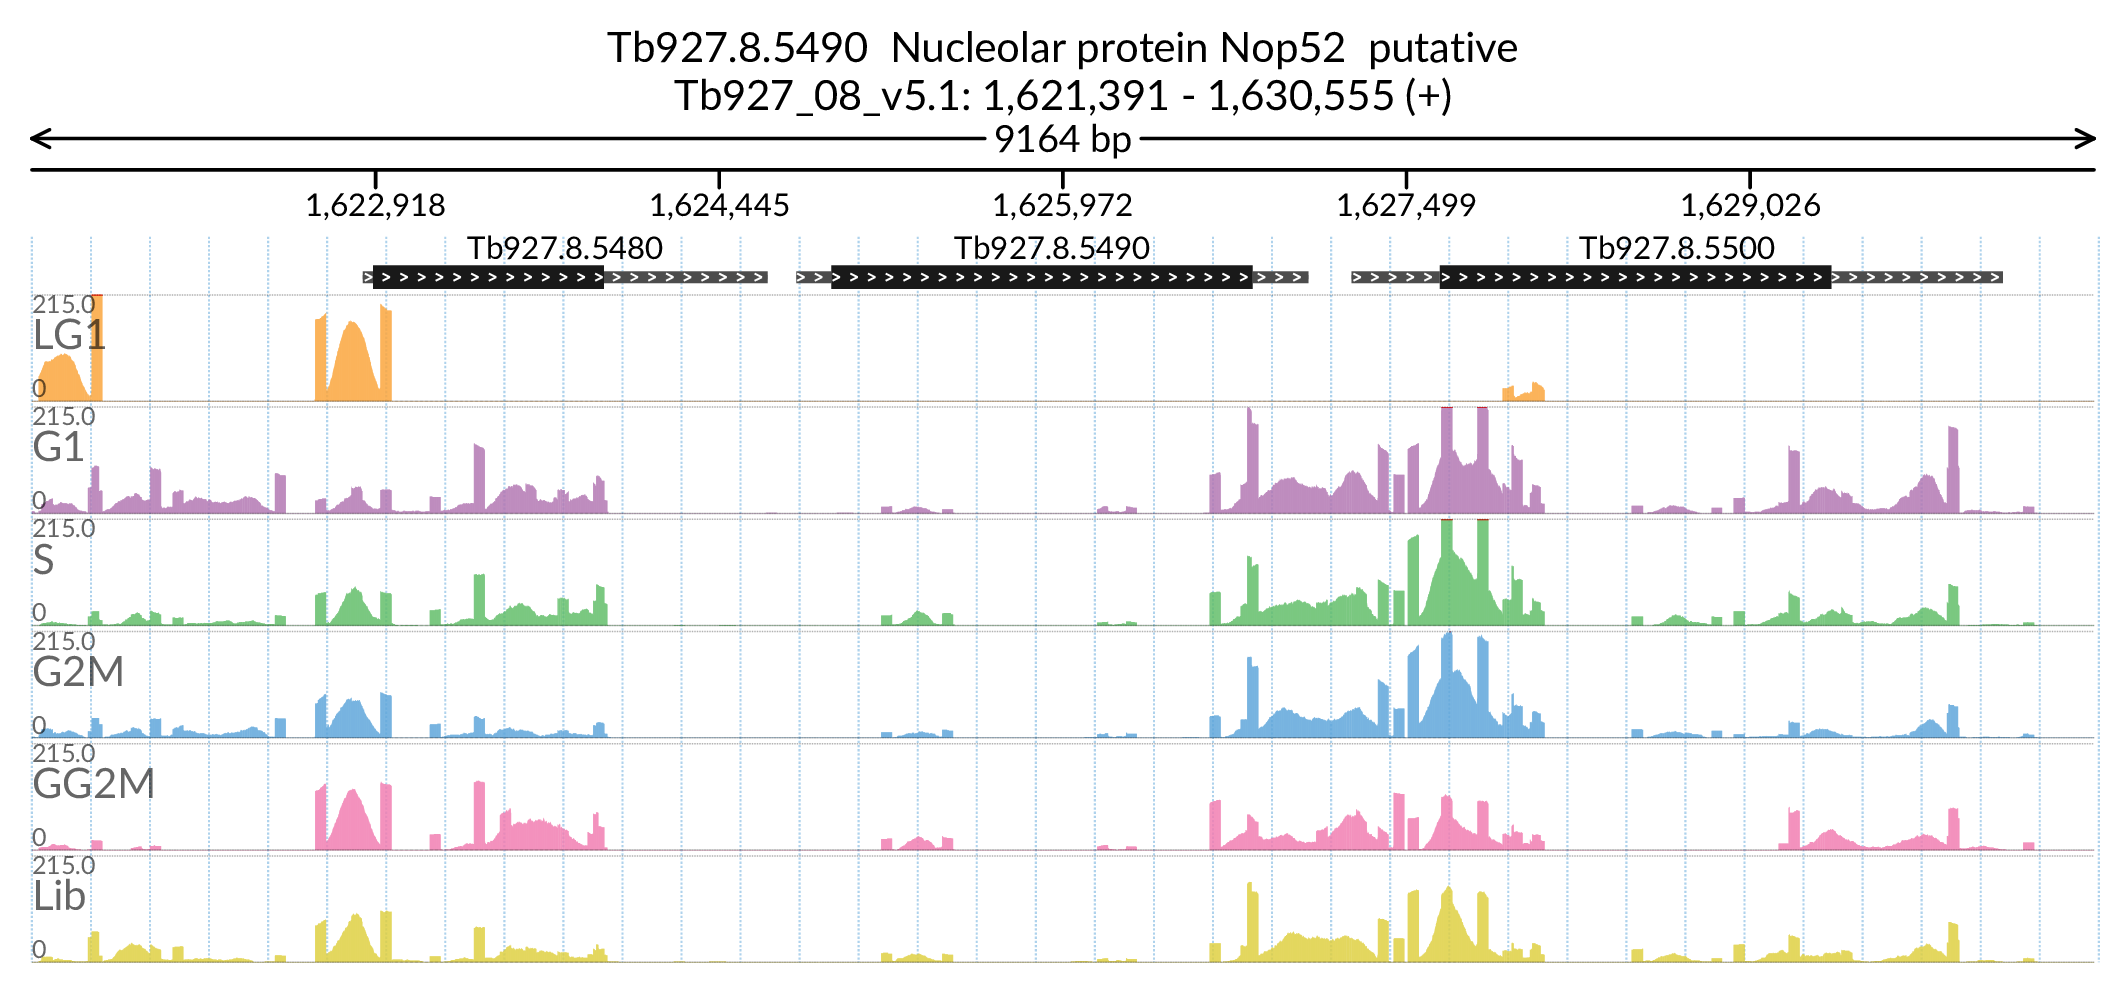 Tb927.8.5490  Nucleolar protein Nop52  putative
Tb927_08_v5.1: 1,621,391 - 1,630,555 (+)
9164 bp
1,622,918 1,624,445 1,625,972 1,627,499 1,629,026
Tb927.8.5480 Tb927.8.5490 Tb927.8.5500
215.0
LG1
0
215.0
G1
0
215.0
S
0
215.0
G2M
0
215.0
GG2M
0
215.0
Lib
0